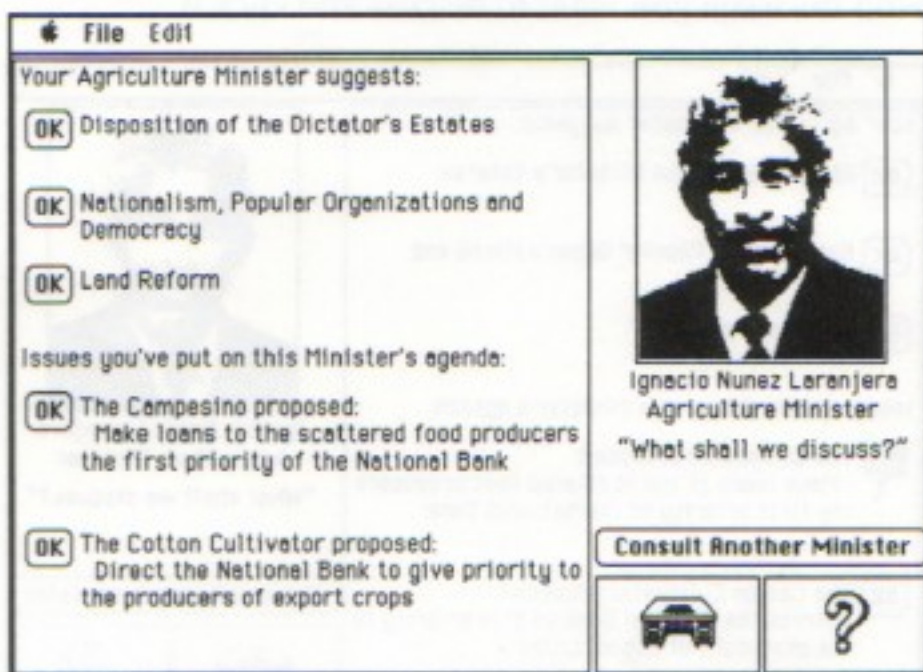 File Edit
Your Agriculture Minister suggests:
OK Disposition of the Dictator's Estates
OK Nationalism, Popular Organizations and
Democracy
OK Land Reform
Issues you've put on this Minister's agenda:
OK The Campesino proposed:
Make loans to the scattered food producers
the first priority of the National Bank
OK The Cotton Cultivator proposed:
Direct the National Bank to give priority to
the producers of export crops
Ignacio Nunez Laranjera
Agriculture Minister
"What shall we discuss?"
Consult Another Minister
?